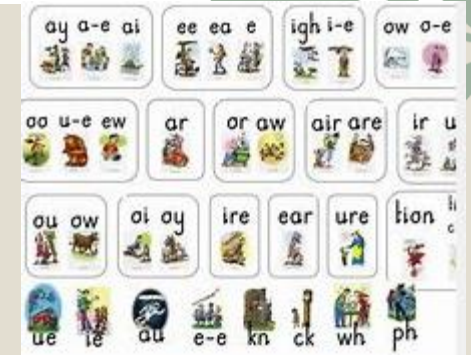 ay a-e ai ee ea e igh i-e ow o-e
oo u-e ew ar or aw air are ir u
ou ow oi oy ire ear ure tion
ue ie au e-e kn ck wh ph